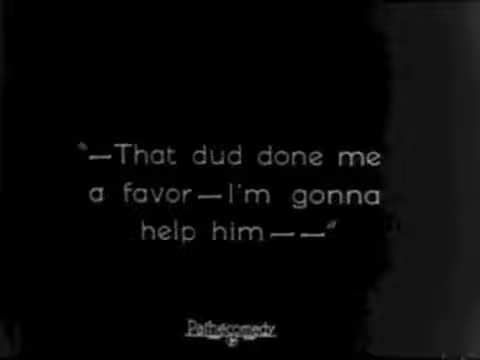 "—That dud done me
a favor—I'm gonna
help him——"
Pathécomedy